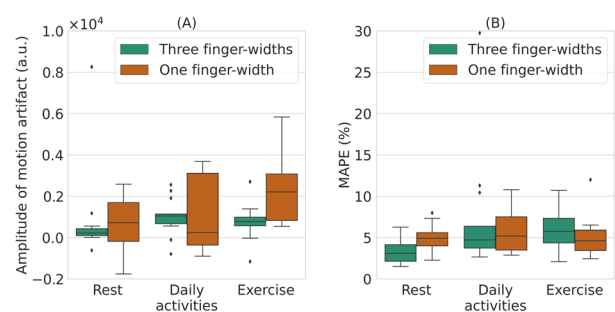 ×10⁴
(A)
Three finger-widths
One finger-width
Amplitude of motion artifact (a.u.)
1.0
0.8
0.6
0.4
0.2
0.0
−0.2
Rest
Daily
activities
Exercise
(B)
Three finger-widths
One finger-width
MAPE (%)
30
25
20
15
10
5
0
Rest
Daily
activities
Exercise